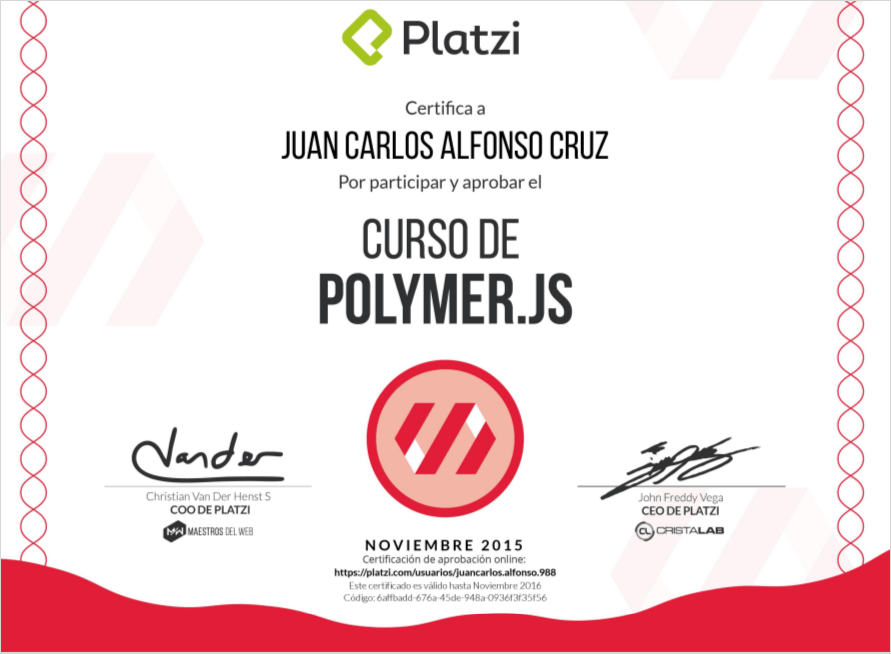 Platzi
Certifica a
JUAN CARLOS ALFONSO CRUZ
Por participar y aprobar el
CURSO DE
POLYMER.JS
Vander
Christian Van Der Henst S
COO DE PLATZI
MAESTROS DEL WEB
John Freddy Vega
CEO DE PLATZI
CL CRISTALAB
NOVIEMBRE 2015
Certificación de aprobación online:
https://platzi.com/usuarios/juancarlos.alfonso.988
Este certificado es válido hasta Noviembre 2016
Código: 6affbadd-676a-45de-948a-0936f3f35f56